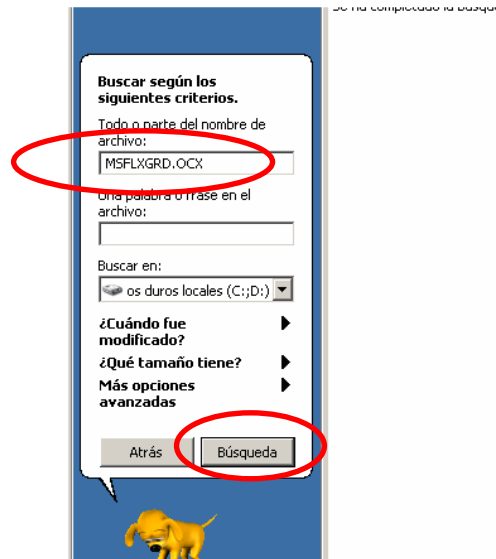 Se ha completado la búsqu
Buscar según los
siguientes criterios.
Todo o parte del nombre de
archivo:
MSFLXGRD.OCX
Una palabra o frase en el
archivo:
Buscar en:
os duros locales (C:;D:)
¿Cuándo fue
modificado?
¿Qué tamaño tiene?
Más opciones
avanzadas
Atrás
Búsqueda